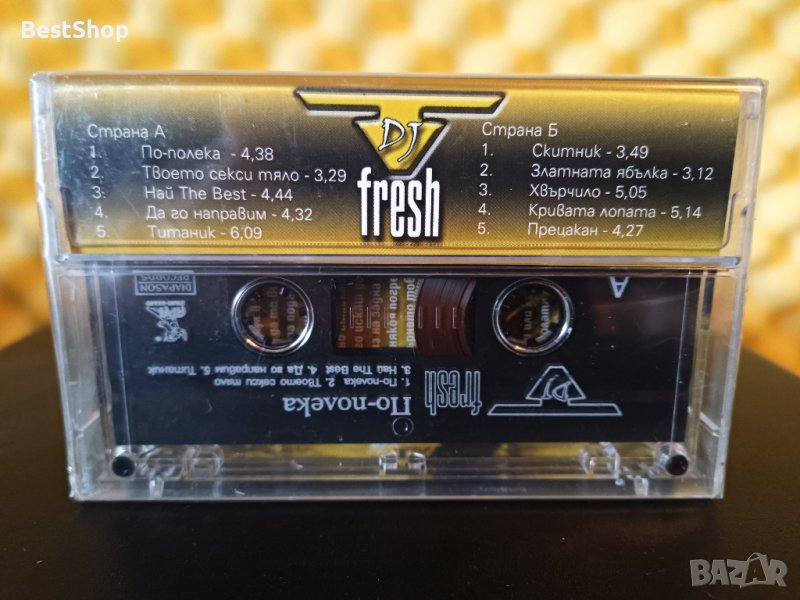 BestShop
Страна А
1. По-полека - 4,38
2. Твоето секси тяло - 3,29
3. Най The Best - 4,44
4. Да го направим - 4,32
5. Титаник - 6,09
DJ
fresh
Страна Б
1. Скитник - 3,49
2. Златната ябълка - 3,12
3. Хвърчило - 5,05
4. Кривата лопата - 5,14
5. Прецакан - 4,27
A
DIAPASON
RECORDS
DJ
fresh
По-полека
1. По-полека 2. Твоето секси тяло
3. Най The Best 4. Да го направим 5. Титаник
BAZAR